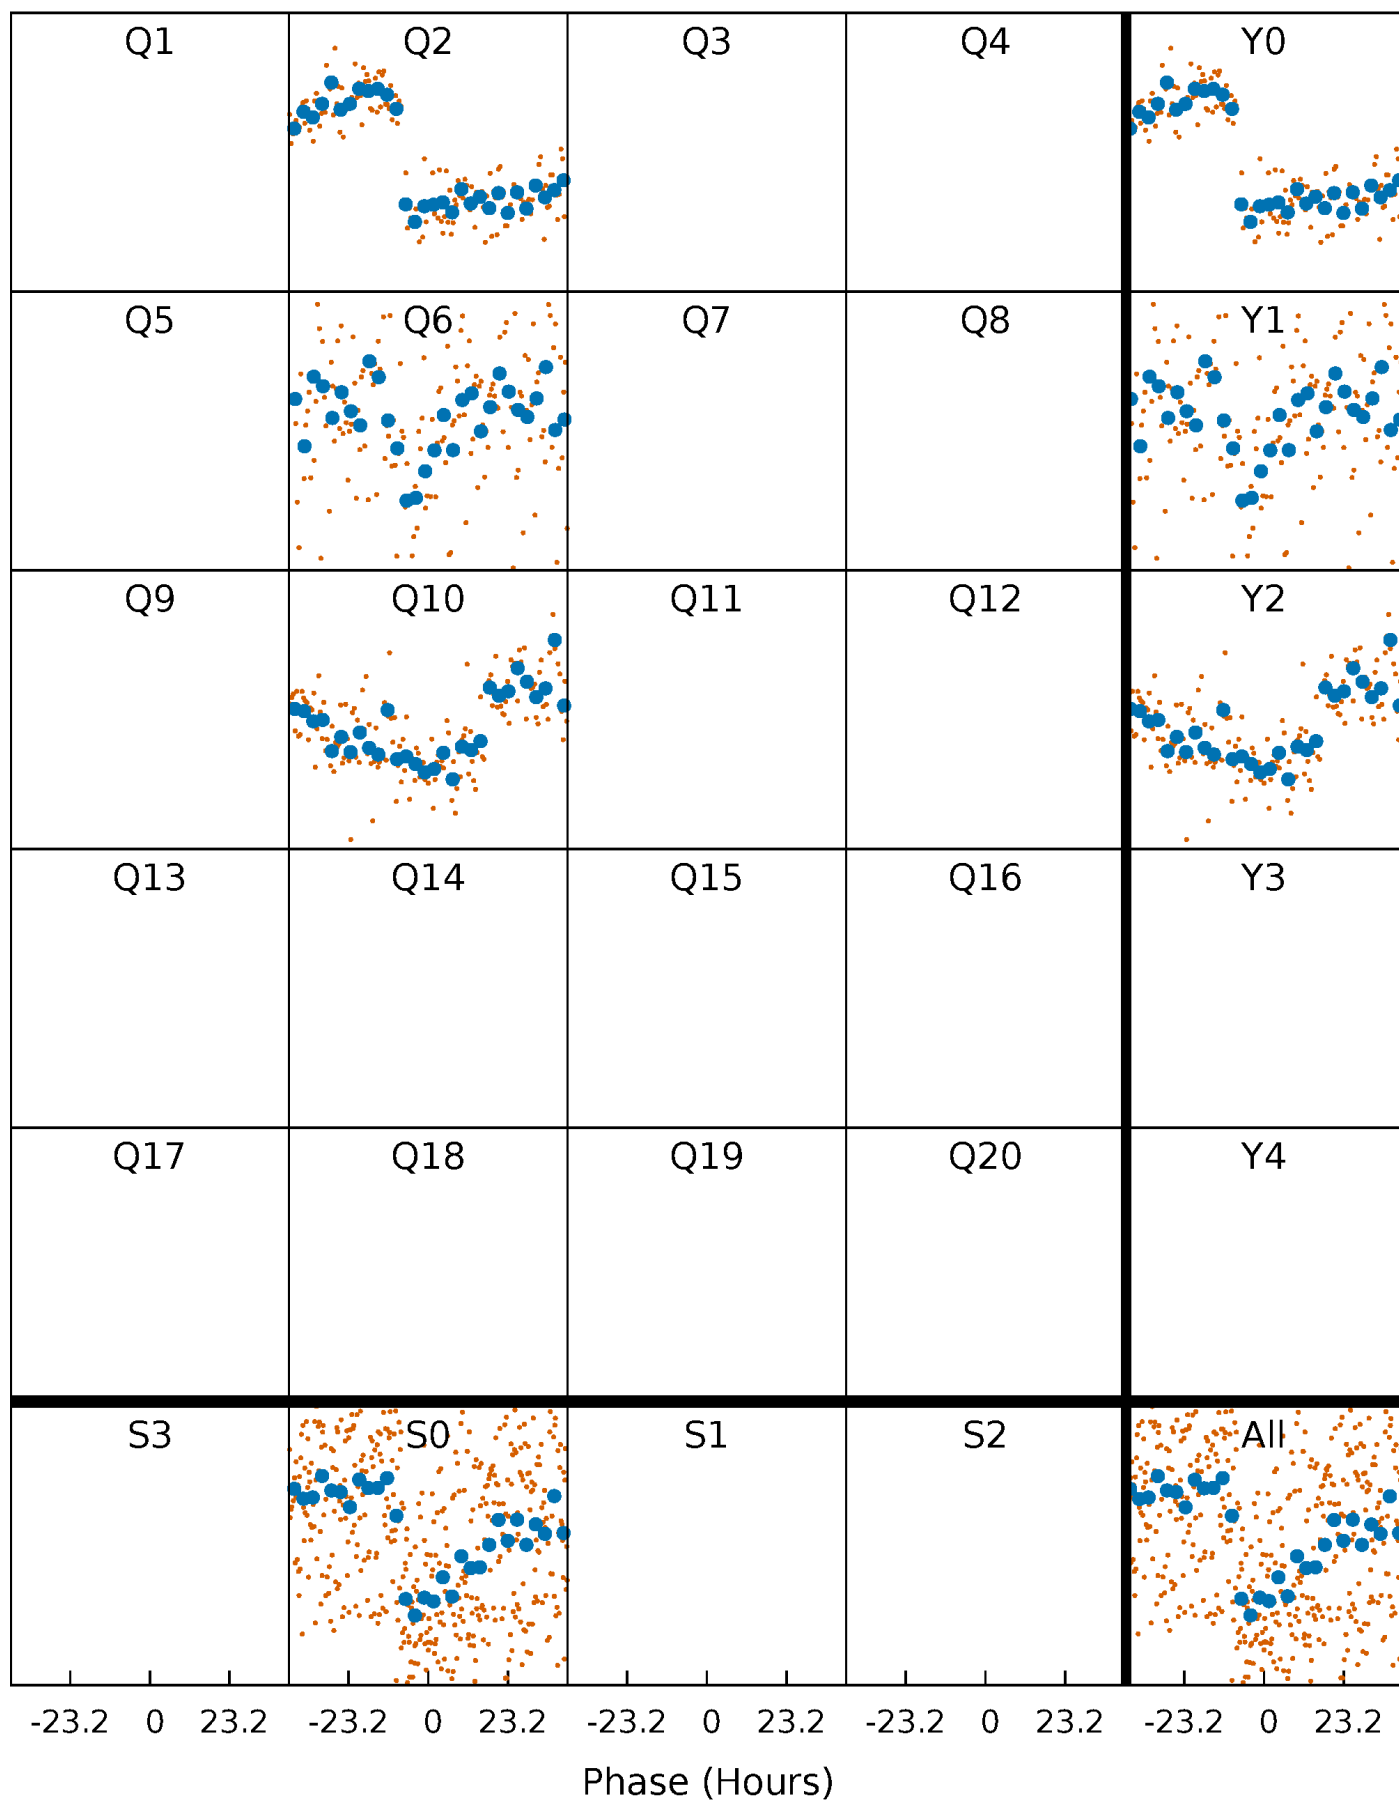 Q1 Q2 Q3 Q4 Y0
Q5 Q6 Q7 Q8 Y1
Q9 Q10 Q11 Q12 Y2
Q13 Q14 Q15 Q16 Y3
Q17 Q18 Q19 Q20 Y4
S3 S0 S1 S2 All
-23.2 0 23.2 -23.2 0 23.2 -23.2 0 23.2 -23.2 0 23.2 -23.2 0 23.2
Phase (Hours)